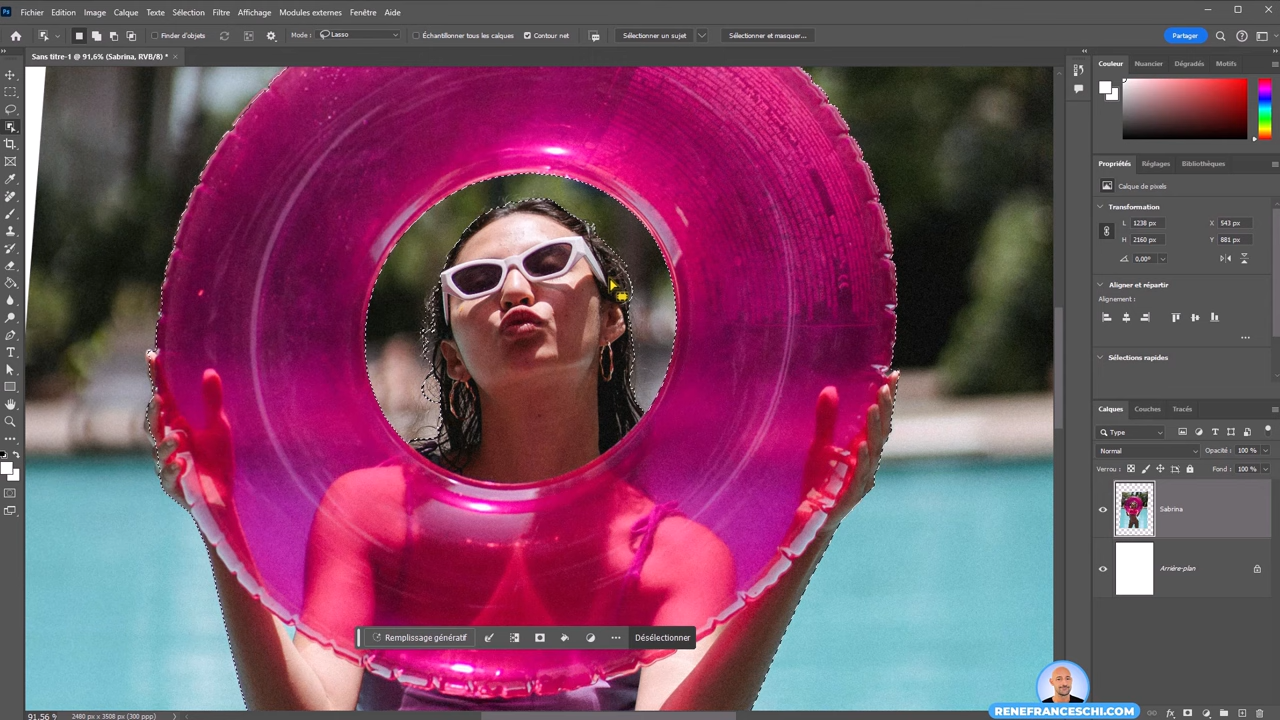 Fichier Edition Image Calque Texte Sélection Filtre Affichage Modules externes Fenêtre Aide
Finder d'objets Mode : Lasso Échantillonner tous les calques Contour net Sélectionner un sujet Sélectionner et masquer... Partager
Sans titre-1 @ 91,6% (Sabrina, RVB/8) * ×
Couleur Nuancier Dégradés Motifs
Propriétés Réglages Bibliothèques
Calque de pixels
Transformation
L 1238 px X 543 px
H 2160 px Y 881 px
0,00°
Aligner et répartir
Alignement :
Sélections rapides
Calques Couches Tracés
Type
Normal Opacité : 100 %
Verrou : Fond : 100 %
Sabrina
Arrière-plan
Remplissage génératif Désélectionner
RENEFRANCESCHI.COM
91,56 % 2480 px x 3508 px (300 ppp)